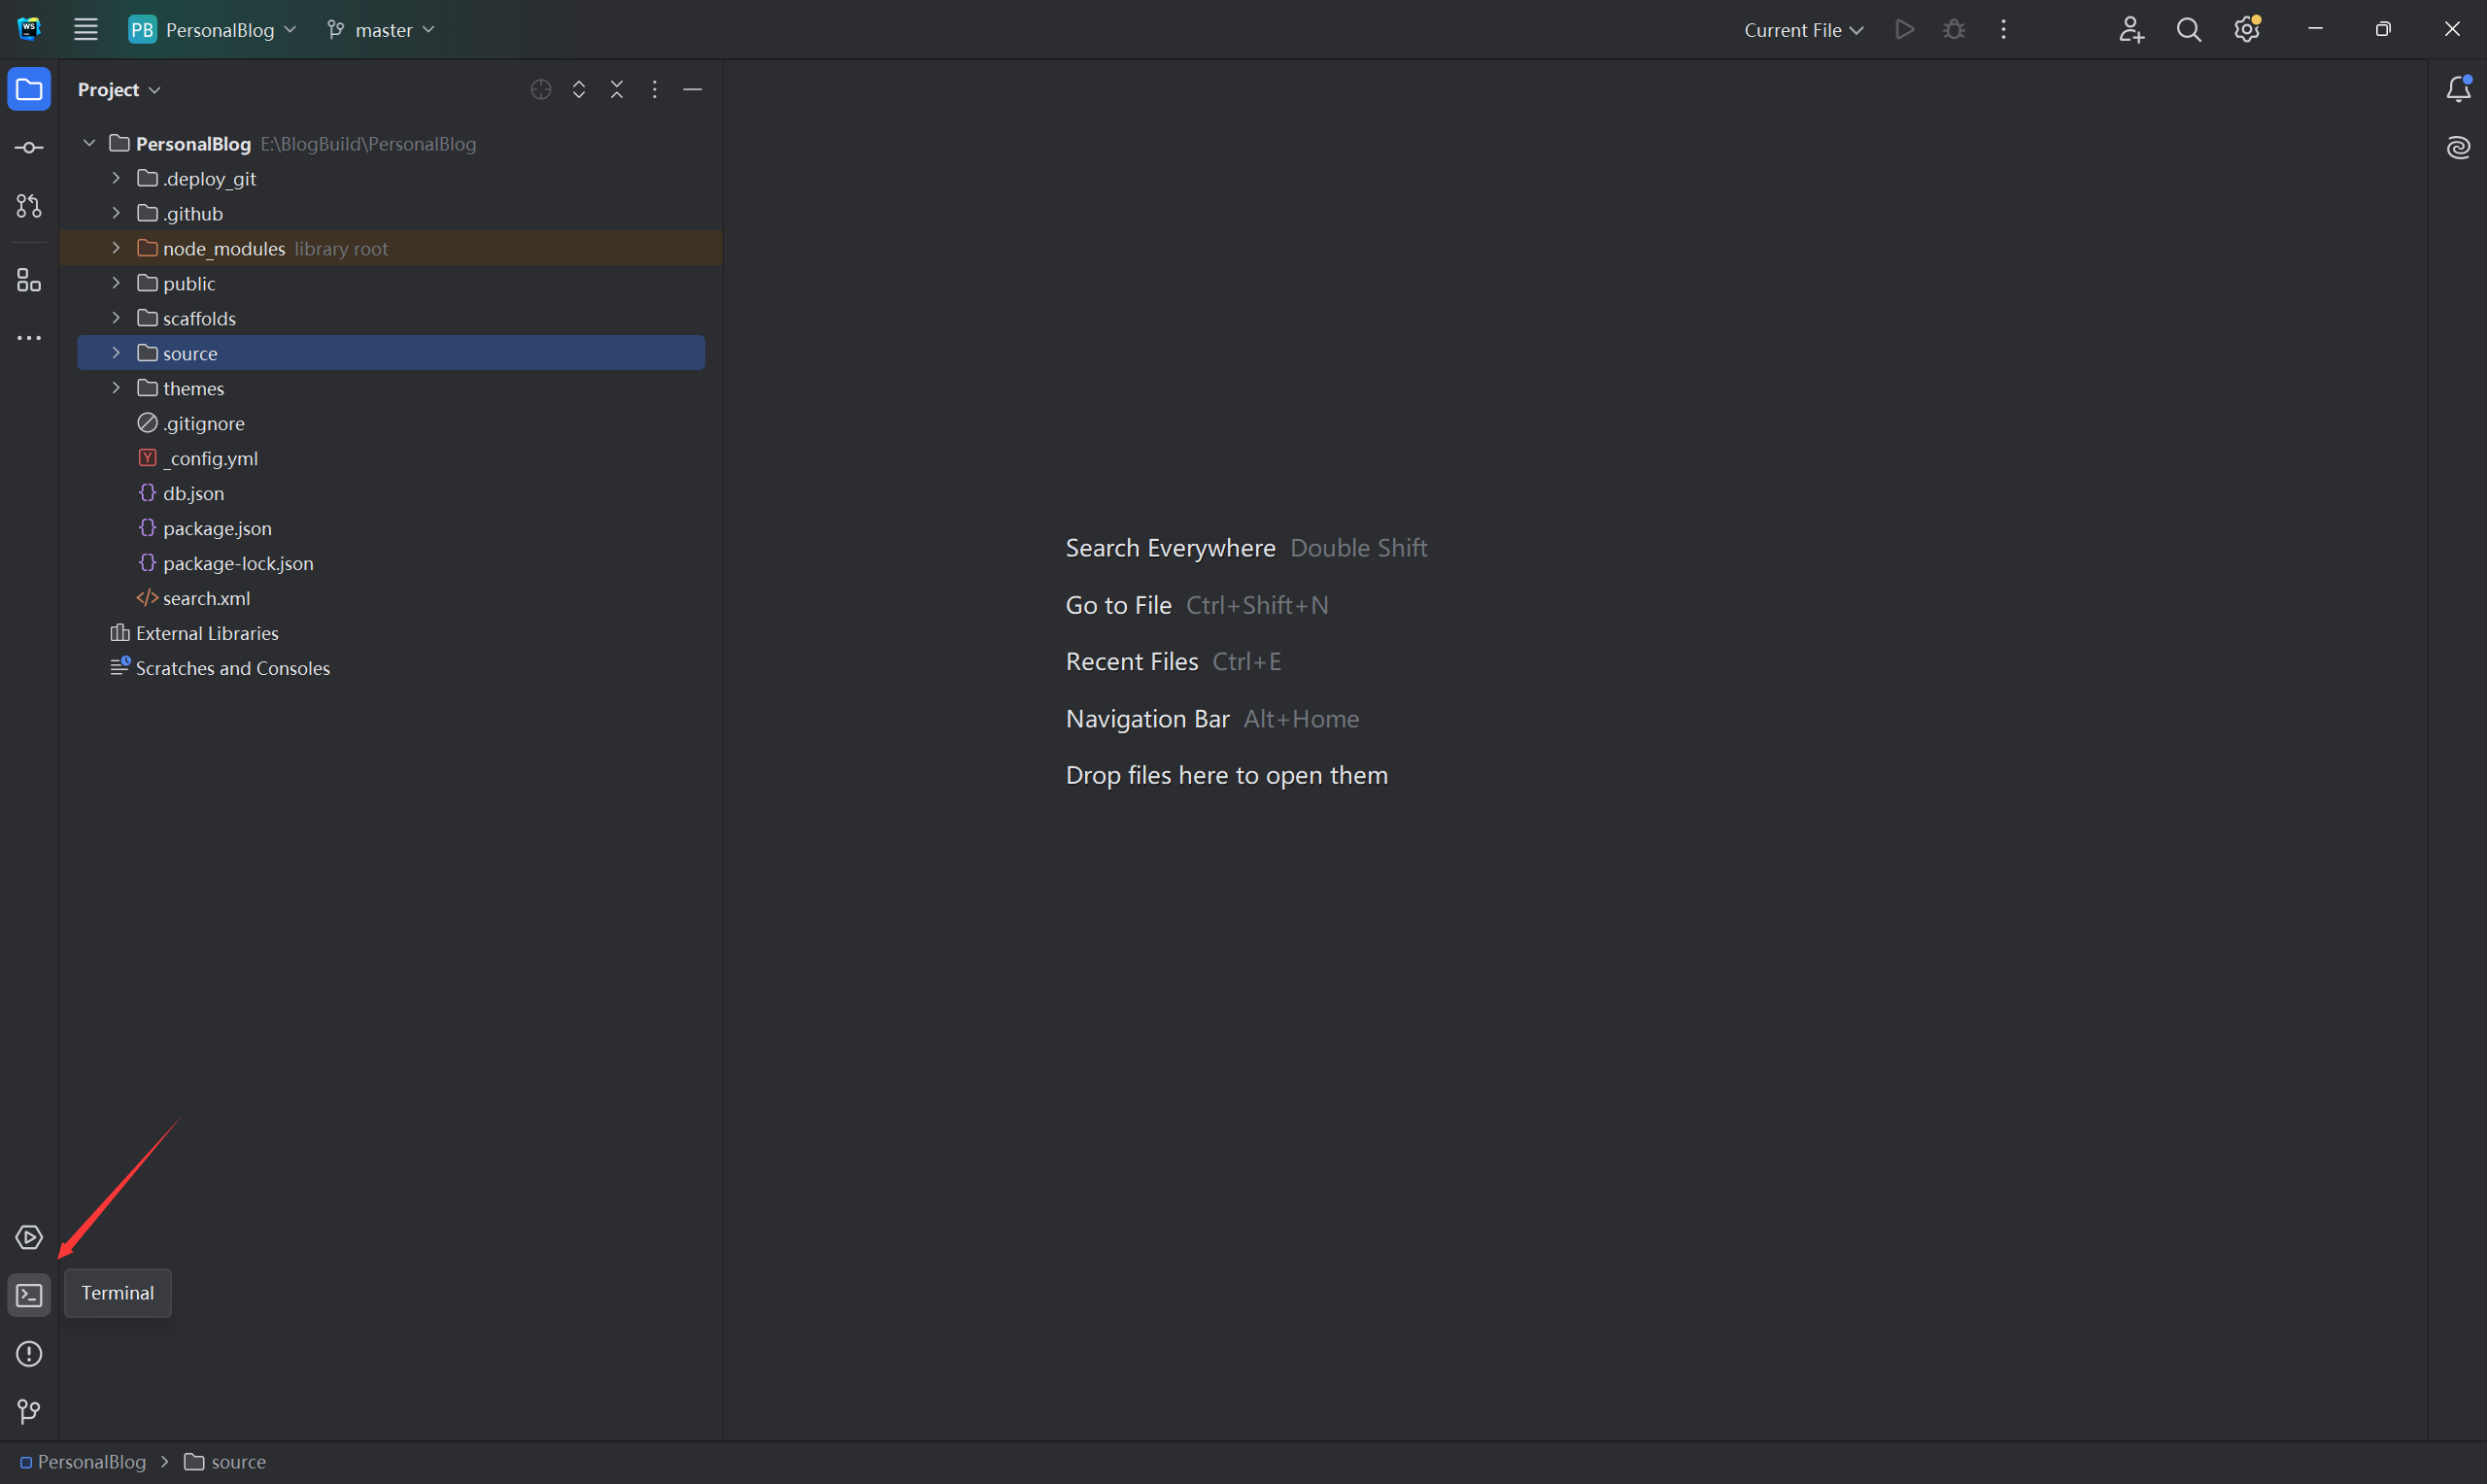 WS
PB PersonalBlog master Current File
Project
PersonalBlog E:\BlogBuild\PersonalBlog
.deploy_git
.github
node_modules library root
public
scaffolds
source
themes
.gitignore
Y _config.yml
{} db.json
{} package.json
{} package-lock.json
</> search.xml
External Libraries
Scratches and Consoles
Search Everywhere Double Shift
Go to File Ctrl+Shift+N
Recent Files Ctrl+E
Navigation Bar Alt+Home
Drop files here to open them
Terminal
PersonalBlog > source